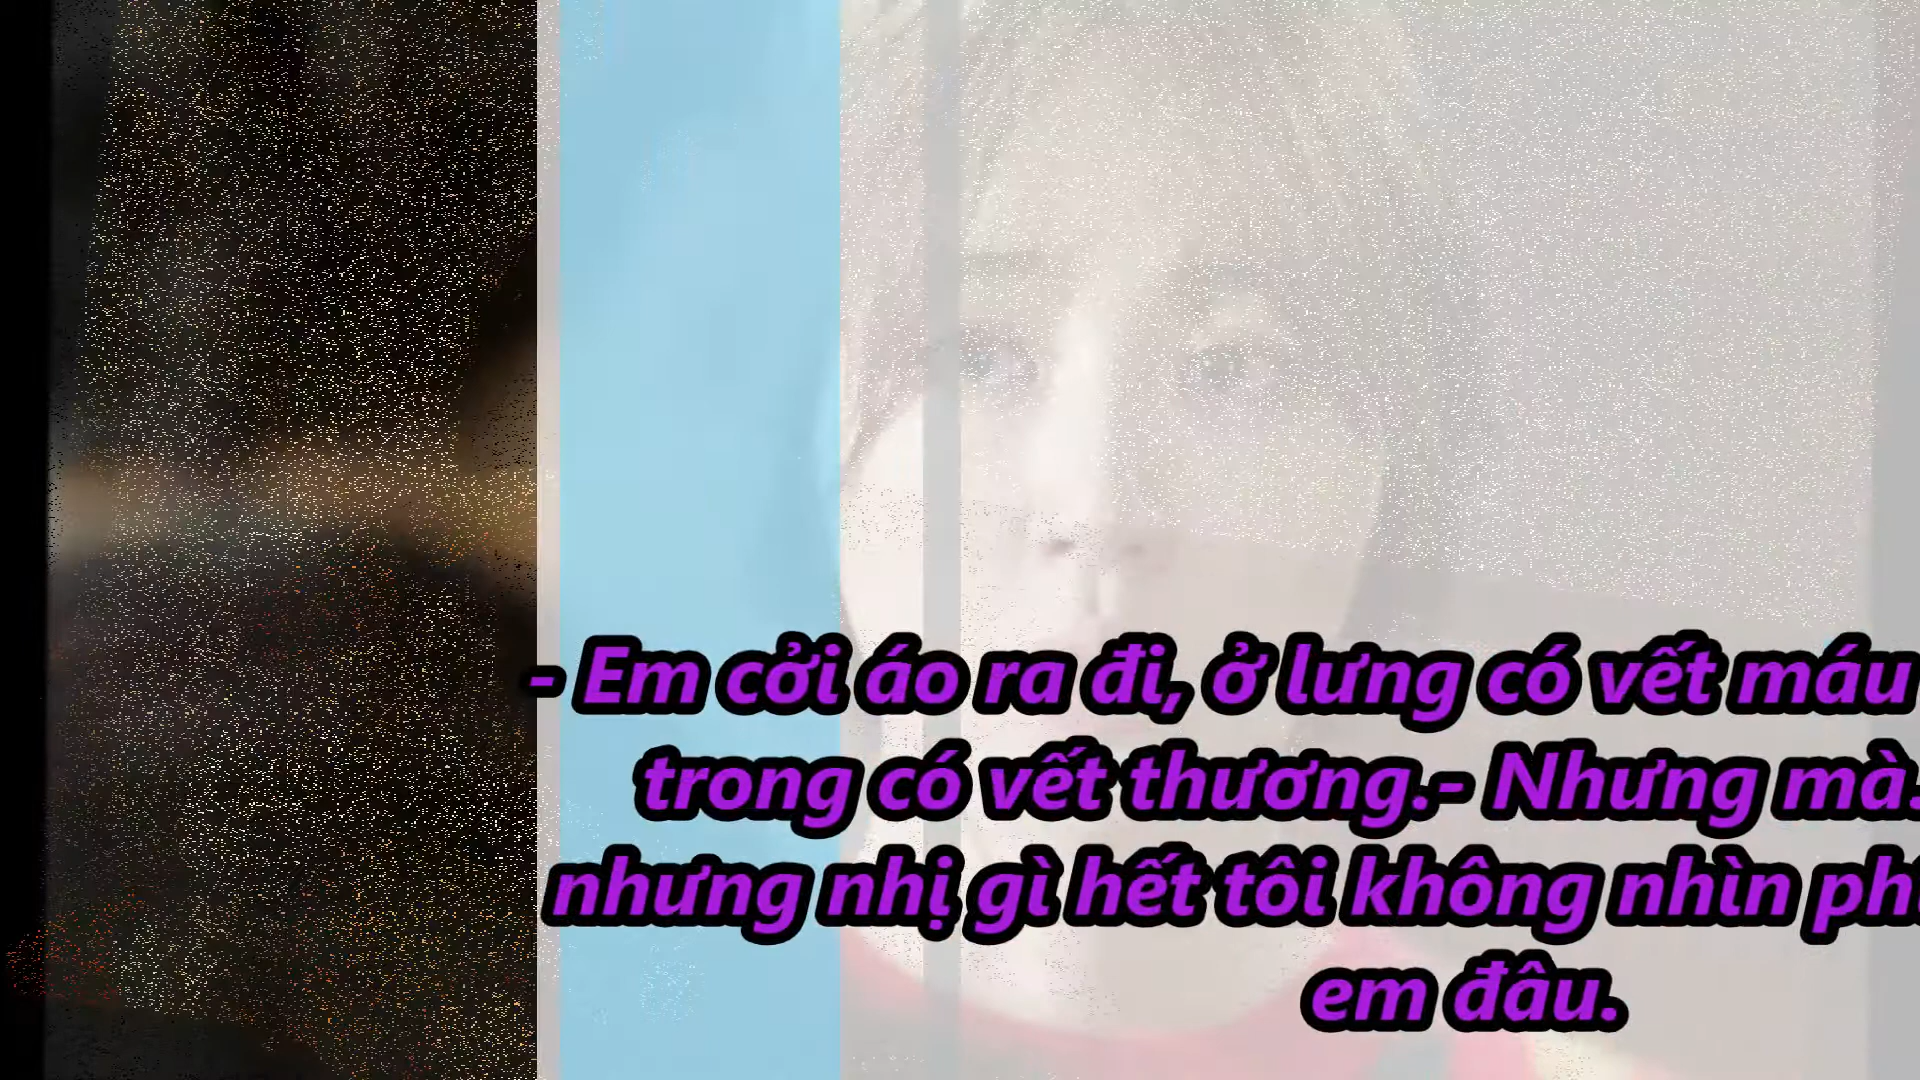 - Em cởi áo ra đi, ở lưng có vết máu
trong có vết thương.- Nhưng mà.
nhưng nhị gì hết tôi không nhìn
em đâu.